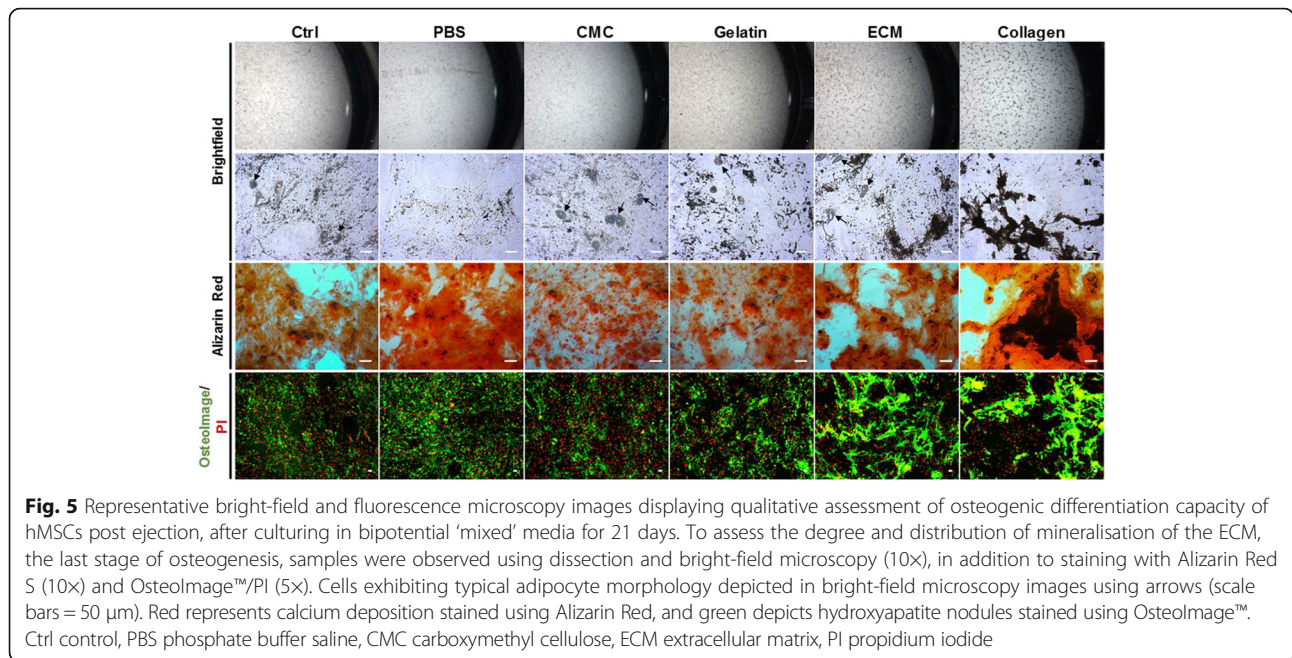 Ctrl PBS CMC Gelatin ECM Collagen
Brightfield
Alizarin Red
OsteoImage/
PI
Fig. 5 Representative bright-field and fluorescence microscopy images displaying qualitative assessment of osteogenic differentiation capacity of
hMSCs post ejection, after culturing in bipotential ‘mixed’ media for 21 days. To assess the degree and distribution of mineralisation of the ECM,
the last stage of osteogenesis, samples were observed using dissection and bright-field microscopy (10×), in addition to staining with Alizarin Red
S (10×) and OsteoImage™/PI (5×). Cells exhibiting typical adipocyte morphology depicted in bright-field microscopy images using arrows (scale
bars = 50 μm). Red represents calcium deposition stained using Alizarin Red, and green depicts hydroxyapatite nodules stained using OsteoImage™.
Ctrl control, PBS phosphate buffer saline, CMC carboxymethyl cellulose, ECM extracellular matrix, PI propidium iodide